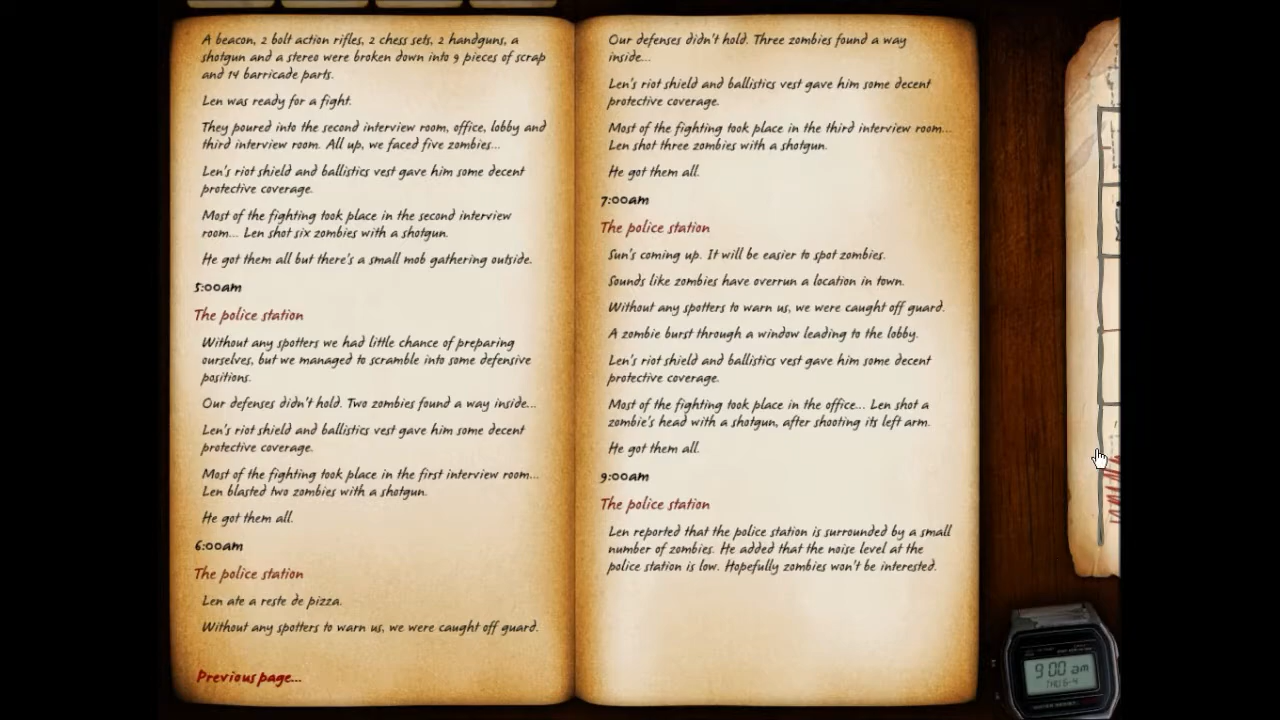 A beacon, 2 bolt action rifles, 2 chess sets, 2 handguns, a
shotgun and a stereo were broken down into 9 pieces of scrap
and 14 barricade parts.
Len was ready for a fight.
They poured into the second interview room, office, lobby and
third interview room. All up, we faced five zombies...
Len's riot shield and ballistics vest gave him some decent
protective coverage.
Most of the fighting took place in the second interview
room... Len shot six zombies with a shotgun.
He got them all but there's a small mob gathering outside.
5:00am
The police station
Without any spotters we had little chance of preparing
ourselves, but we managed to scramble into some defensive
positions.
Our defenses didn't hold. Two zombies found a way inside...
Len's riot shield and ballistics vest gave him some decent
protective coverage.
Most of the fighting took place in the first interview room...
Len blasted two zombies with a shotgun.
He got them all.
6:00am
The police station
Len ate a reste de pizza.
Without any spotters to warn us, we were caught off guard.
Previous page...
Our defenses didn't hold. Three zombies found a way
inside...
Len's riot shield and ballistics vest gave him some decent
protective coverage.
Most of the fighting took place in the third interview room...
Len shot three zombies with a shotgun.
He got them all.
7:00am
The police station
Sun's coming up. It will be easier to spot zombies.
Sounds like zombies have overrun a location in town.
Without any spotters to warn us, we were caught off guard.
A zombie burst through a window leading to the lobby.
Len's riot shield and ballistics vest gave him some decent
protective coverage.
Most of the fighting took place in the office... Len shot a
zombie's head with a shotgun, after shooting its left arm.
He got them all.
9:00am
The police station
Len reported that the police station is surrounded by a small
number of zombies. He added that the noise level at the
police station is low. Hopefully zombies won't be interested.
9:00 am
THU 6-4